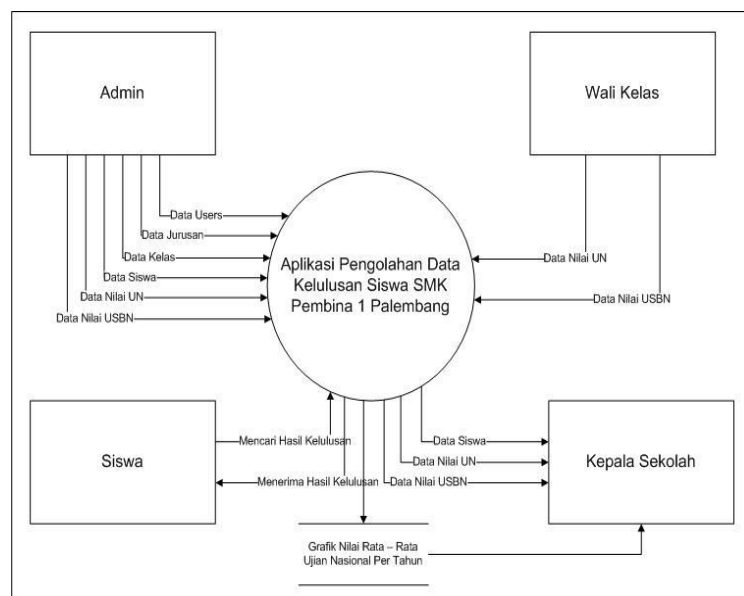 Admin
Wali Kelas
Data Users
Data Jurusan
Data Kelas
Data Siswa
Data Nilai UN
Data Nilai USBN
Aplikasi Pengolahan Data
Kelulusan Siswa SMK
Pembina 1 Palembang
Data Nilai UN
Data Nilai USBN
Siswa
Mencari Hasil Kelulusan
Menerima Hasil Kelulusan
Data Siswa
Data Nilai UN
Data Nilai USBN
Kepala Sekolah
Grafik Nilai Rata – Rata
Ujian Nasional Per Tahun